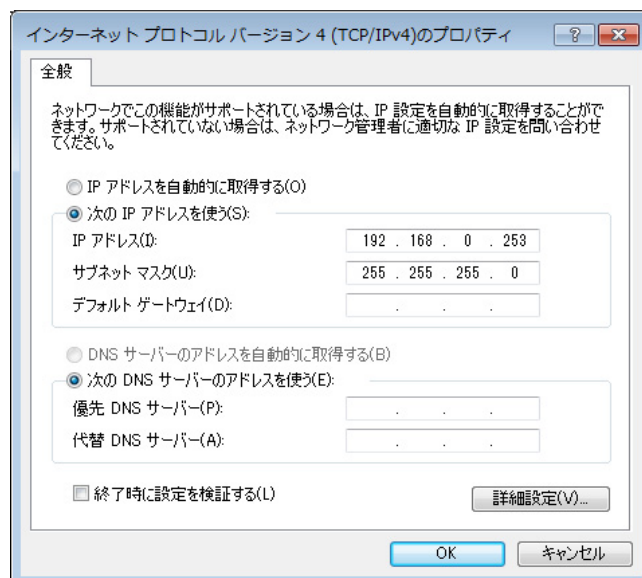 インターネット プロトコル バージョン 4 (TCP/IPv4)のプロパティ
全般
ネットワークでこの機能がサポートされている場合は、IP 設定を自動的に取得することがで
きます。サポートされていない場合は、ネットワーク管理者に適切な IP 設定を問い合わせ
てください。
IP アドレスを自動的に取得する(O)
次の IP アドレスを使う(S):
IP アドレス(I): 192 . 168 . 0 . 253
サブネット マスク(U): 255 . 255 . 255 . 0
デフォルト ゲートウェイ(D): . . .
DNS サーバーのアドレスを自動的に取得する(B)
次の DNS サーバーのアドレスを使う(E):
優先 DNS サーバー(P): . . .
代替 DNS サーバー(A): . . .
終了時に設定を検証する(L)
詳細設定(V)...
OK キャンセル